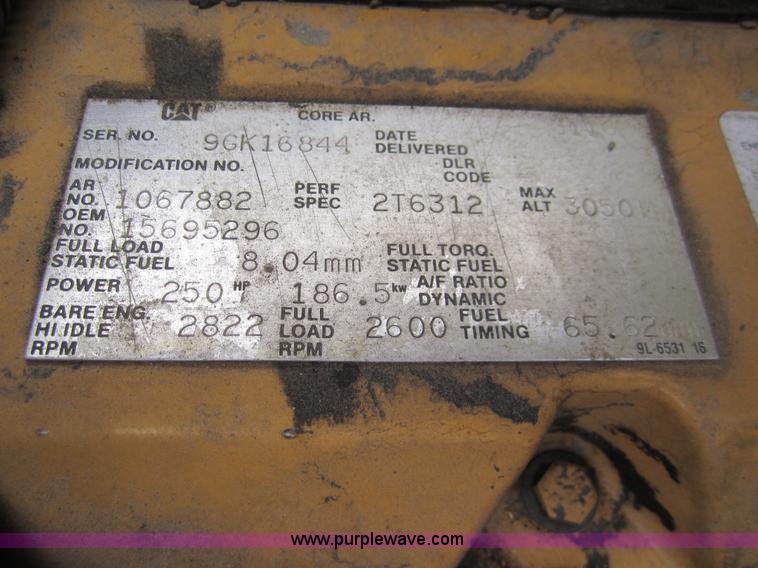 CAT® CORE AR.
SER. NO. 9GK16844 DATE DELIVERED
MODIFICATION NO. DLR CODE
AR NO. 1067882 PERF SPEC 2T6312 MAX ALT 3050
OEM NO. 15695296
FULL LOAD STATIC FUEL 8.04mm FULL TORQ. STATIC FUEL
POWER 250 HP 186.5 kw A/F RATIO DYNAMIC
BARE ENG. HI IDLE RPM 2822 FULL LOAD RPM 2600 FUEL TIMING 65.62mm
9L-6531 16
www.purplewave.com